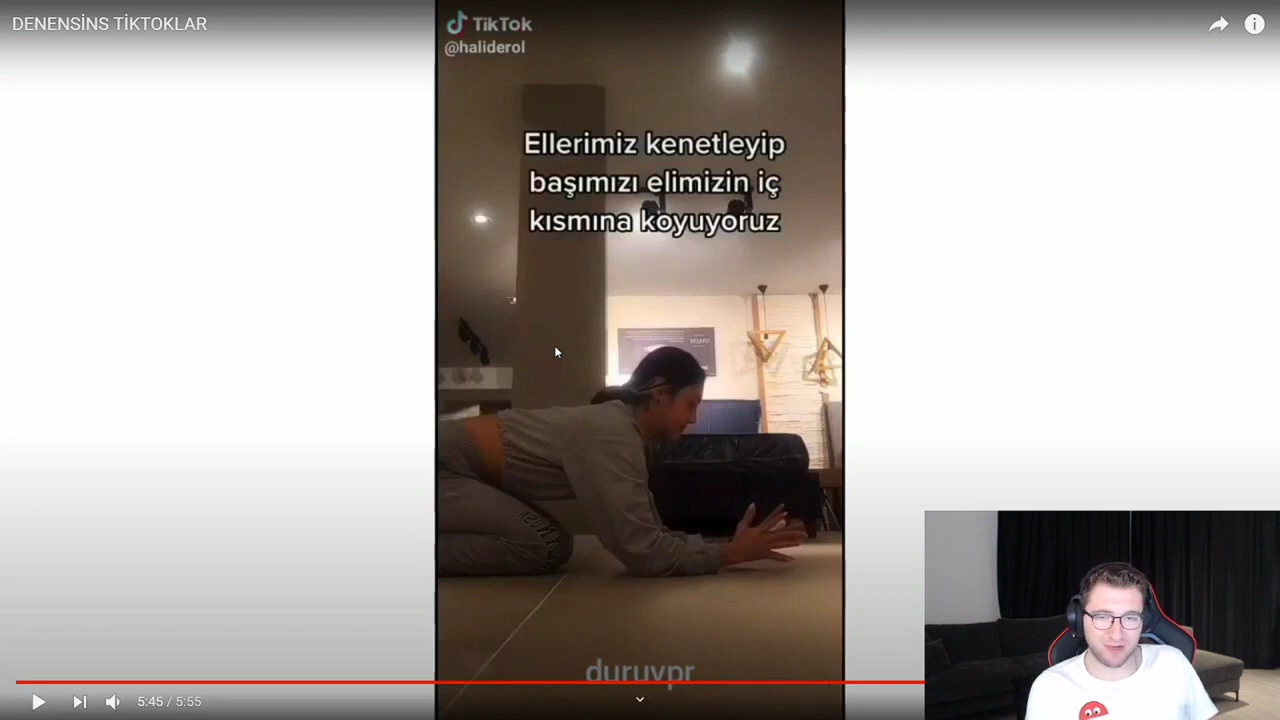 DENENSİNS TİKTOKLAR
TikTok
@haliderol
Ellerimiz kenetleyip
başımızı elimizin iç
kısmına koyuyoruz
duruvpr
5:45 / 5:55